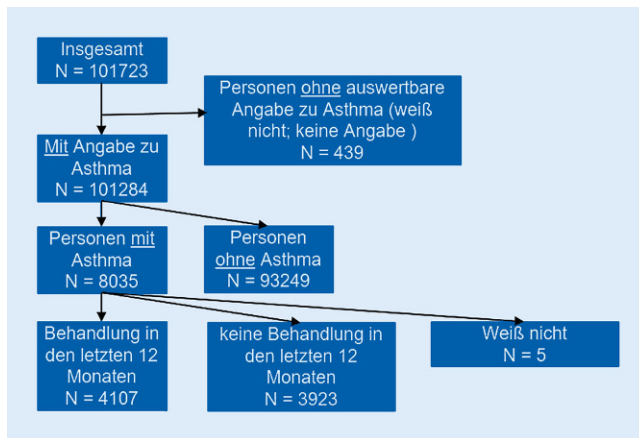 Insgesamt
N = 101723
Personen ohne auswertbare
Angabe zu Asthma (weiß
nicht; keine Angabe )
N = 439
Mit Angabe zu
Asthma
N = 101284
Personen mit
Asthma
N = 8035
Personen
ohne Asthma
N = 93249
Behandlung in
den letzten 12
Monaten
N = 4107
keine Behandlung in
den letzten 12
Monaten
N = 3923
Weiß nicht
N = 5